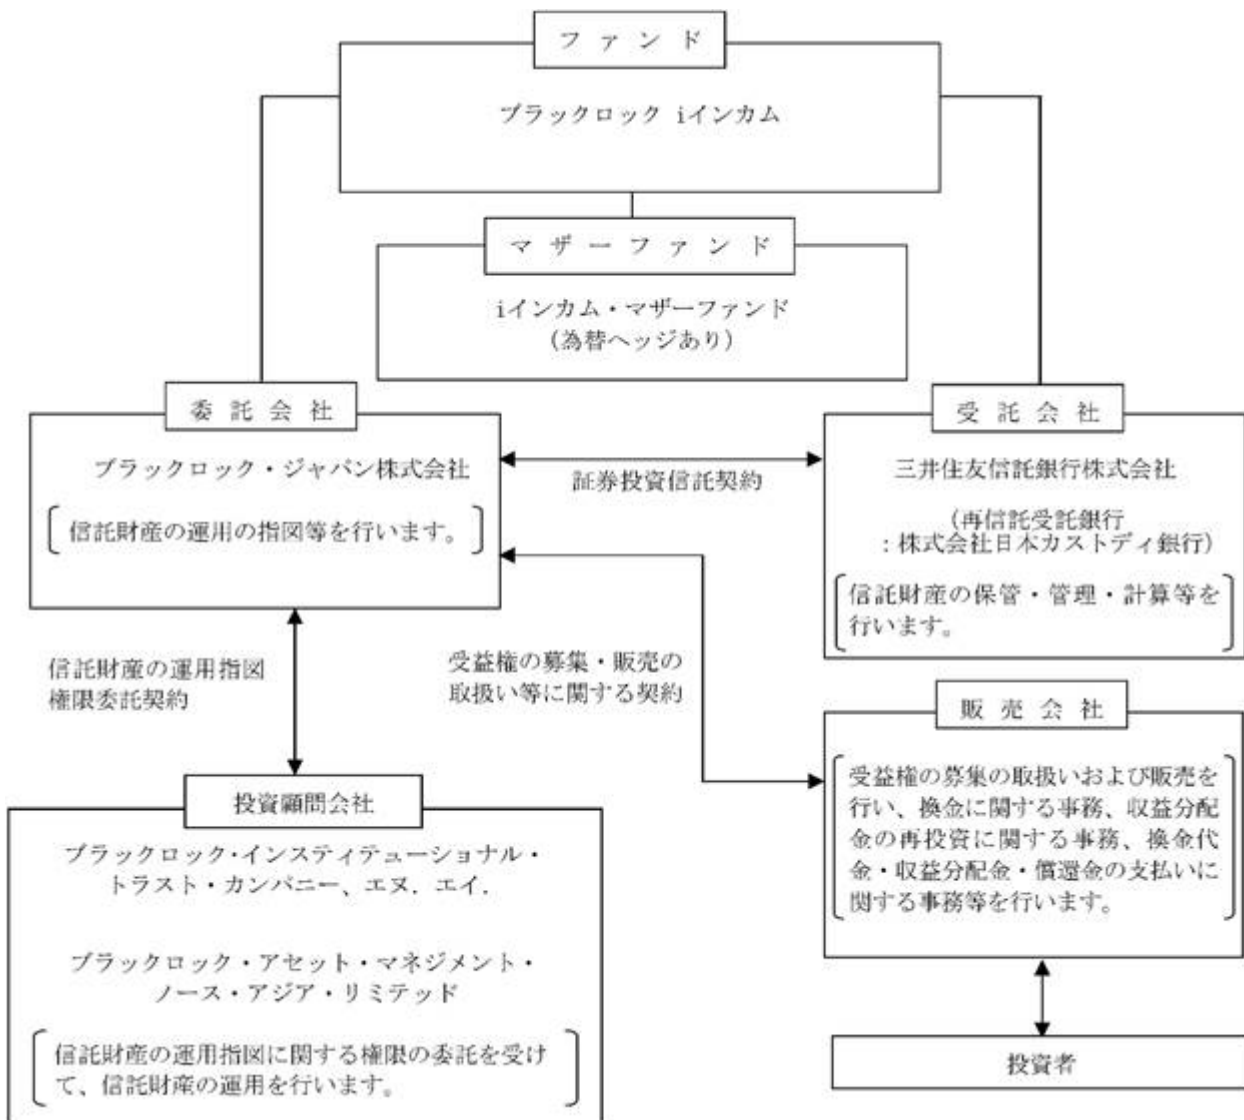 ファンド
ブラックロック iインカム
マザーファンド
iインカム・マザーファンド
(為替ヘッジあり)
委託会社
ブラックロック・ジャパン株式会社
信託財産の運用の指図等を行います。
証券投資信託契約
受託会社
三井住友信託銀行株式会社
(再信託受託銀行
:株式会社日本カストディ銀行)
信託財産の保管・管理・計算等を
行います。
信託財産の運用指図
権限委託契約
受益権の募集・販売の
取扱い等に関する契約
販売会社
受益権の募集の取扱いおよび販売を
行い、換金に関する事務、収益分配
金の再投資に関する事務、換金代
金・収益分配金・償還金の支払いに
関する事務等を行います。
投資顧問会社
ブラックロック・インスティテューショナル・
トラスト・カンパニー、エヌ.エイ.
ブラックロック・アセット・マネジメント・
ノース・アジア・リミテッド
信託財産の運用指図に関する権限の委託を受け
て、信託財産の運用を行います。
投資者